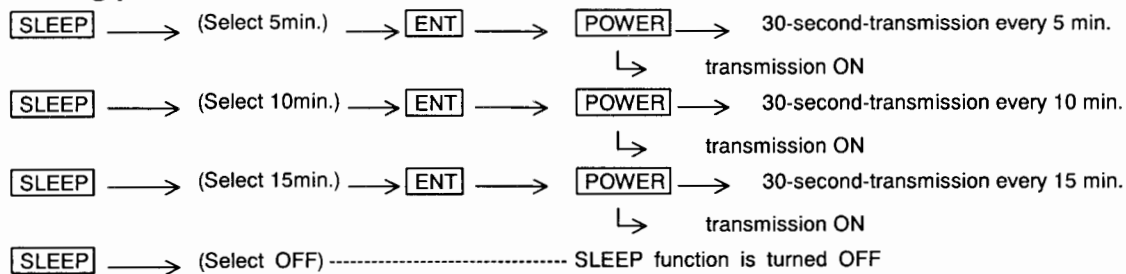 SLEEP (Select 5min.) ENT POWER 30-second-transmission every 5 min.
transmission ON
SLEEP (Select 10min.) ENT POWER 30-second-transmission every 10 min.
transmission ON
SLEEP (Select 15min.) ENT POWER 30-second-transmission every 15 min.
transmission ON
SLEEP (Select OFF) -------------------------- SLEEP function is turned OFF